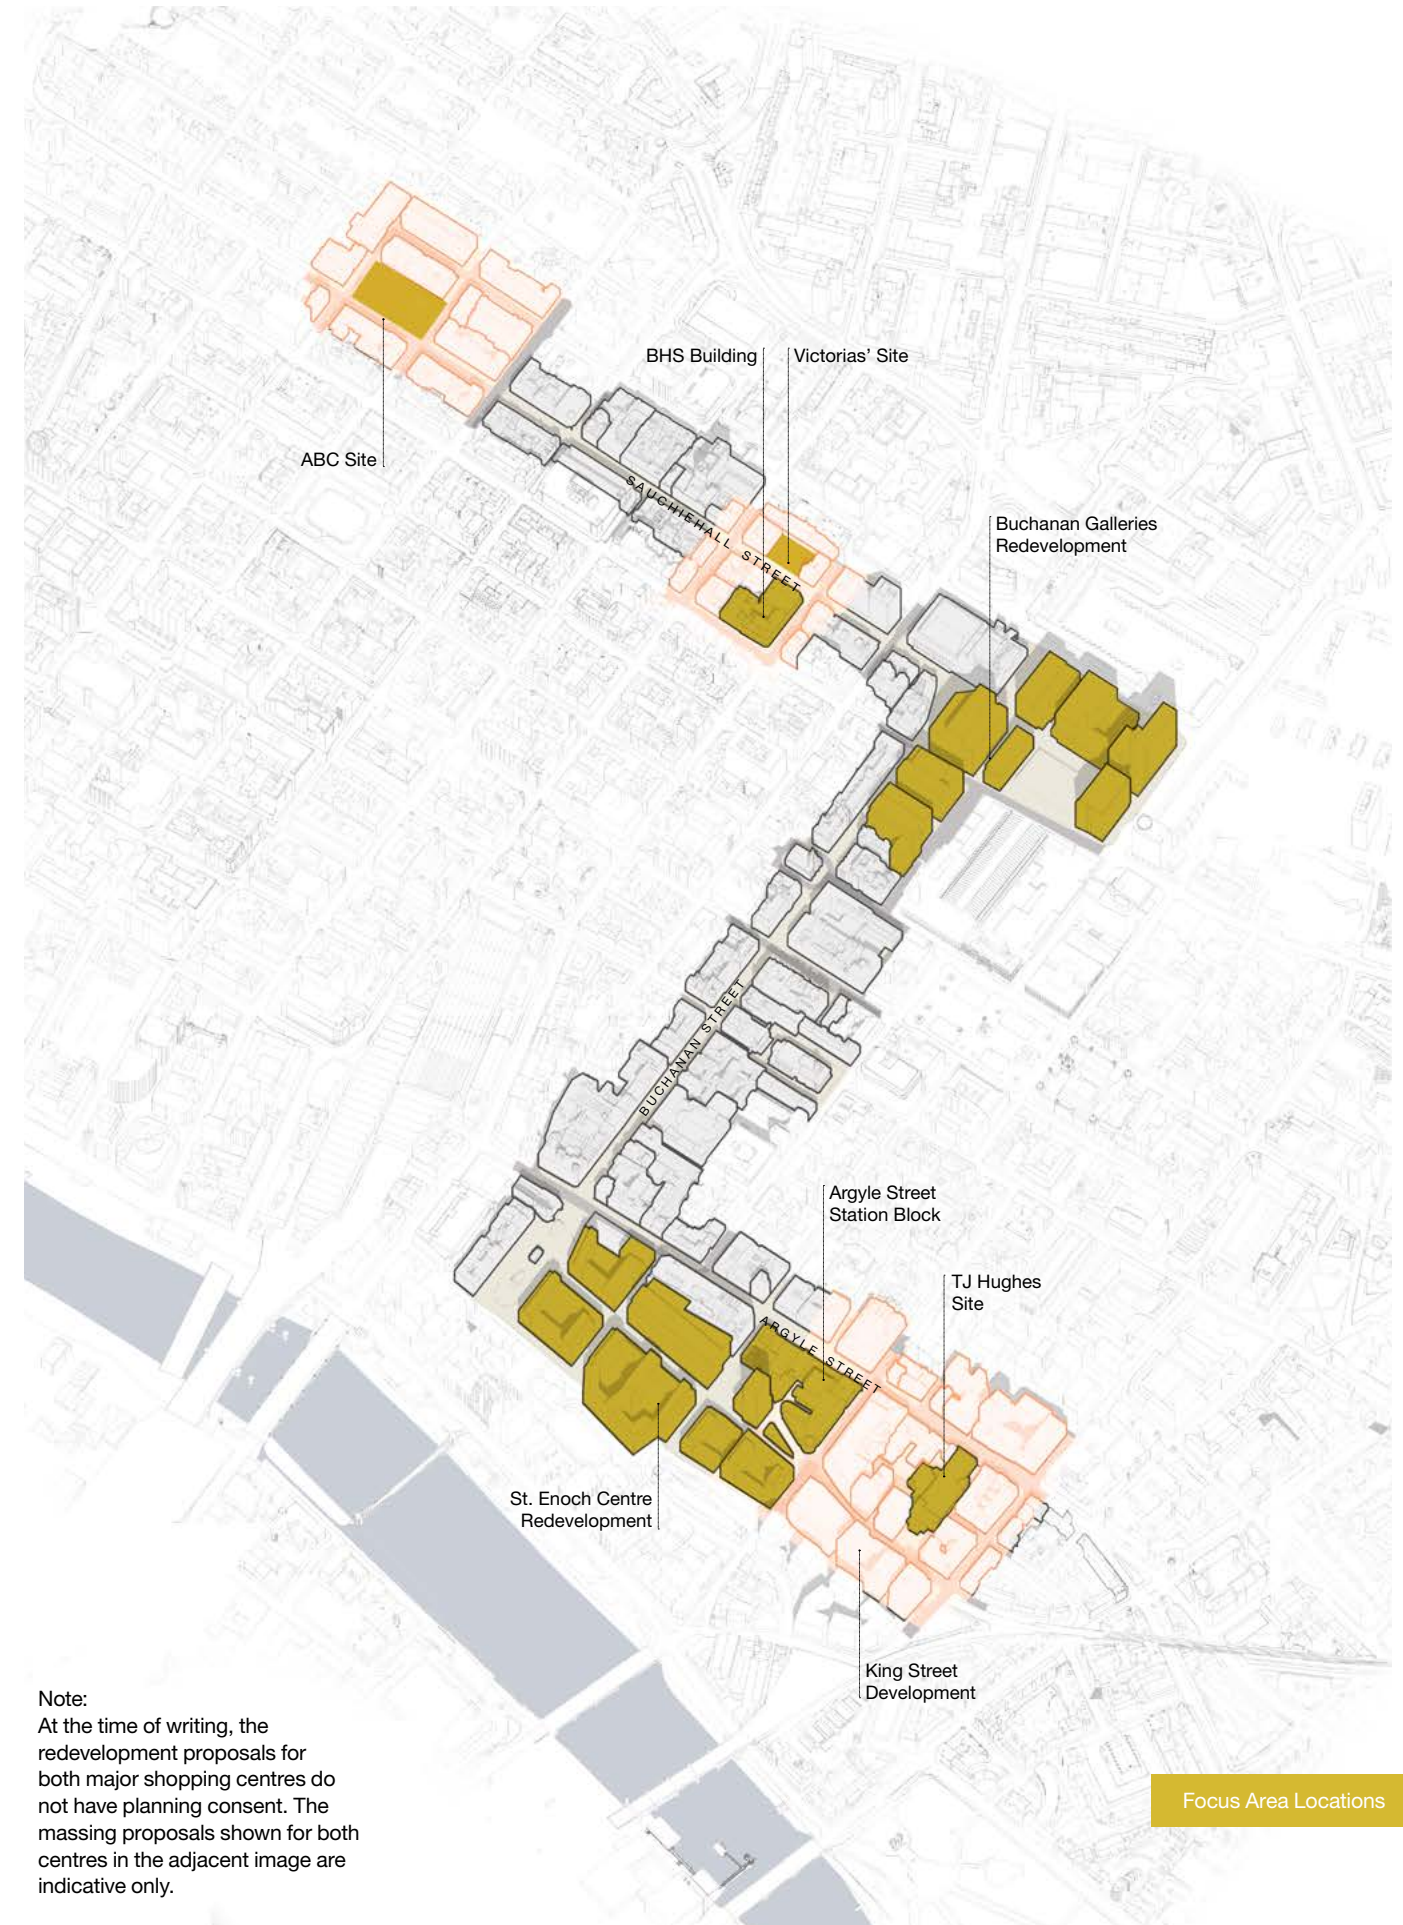 BHS Building
Victorias’ Site
ABC Site
SAUCHIEHALL STREET
Buchanan Galleries
Redevelopment
BUCHANAN STREET
Argyle Street
Station Block
TJ Hughes
Site
ARGYLE STREET
St. Enoch Centre
Redevelopment
King Street
Development
Note:
At the time of writing, the
redevelopment proposals for
both major shopping centres do
not have planning consent. The
massing proposals shown for both
centres in the adjacent image are
indicative only.
Focus Area Locations